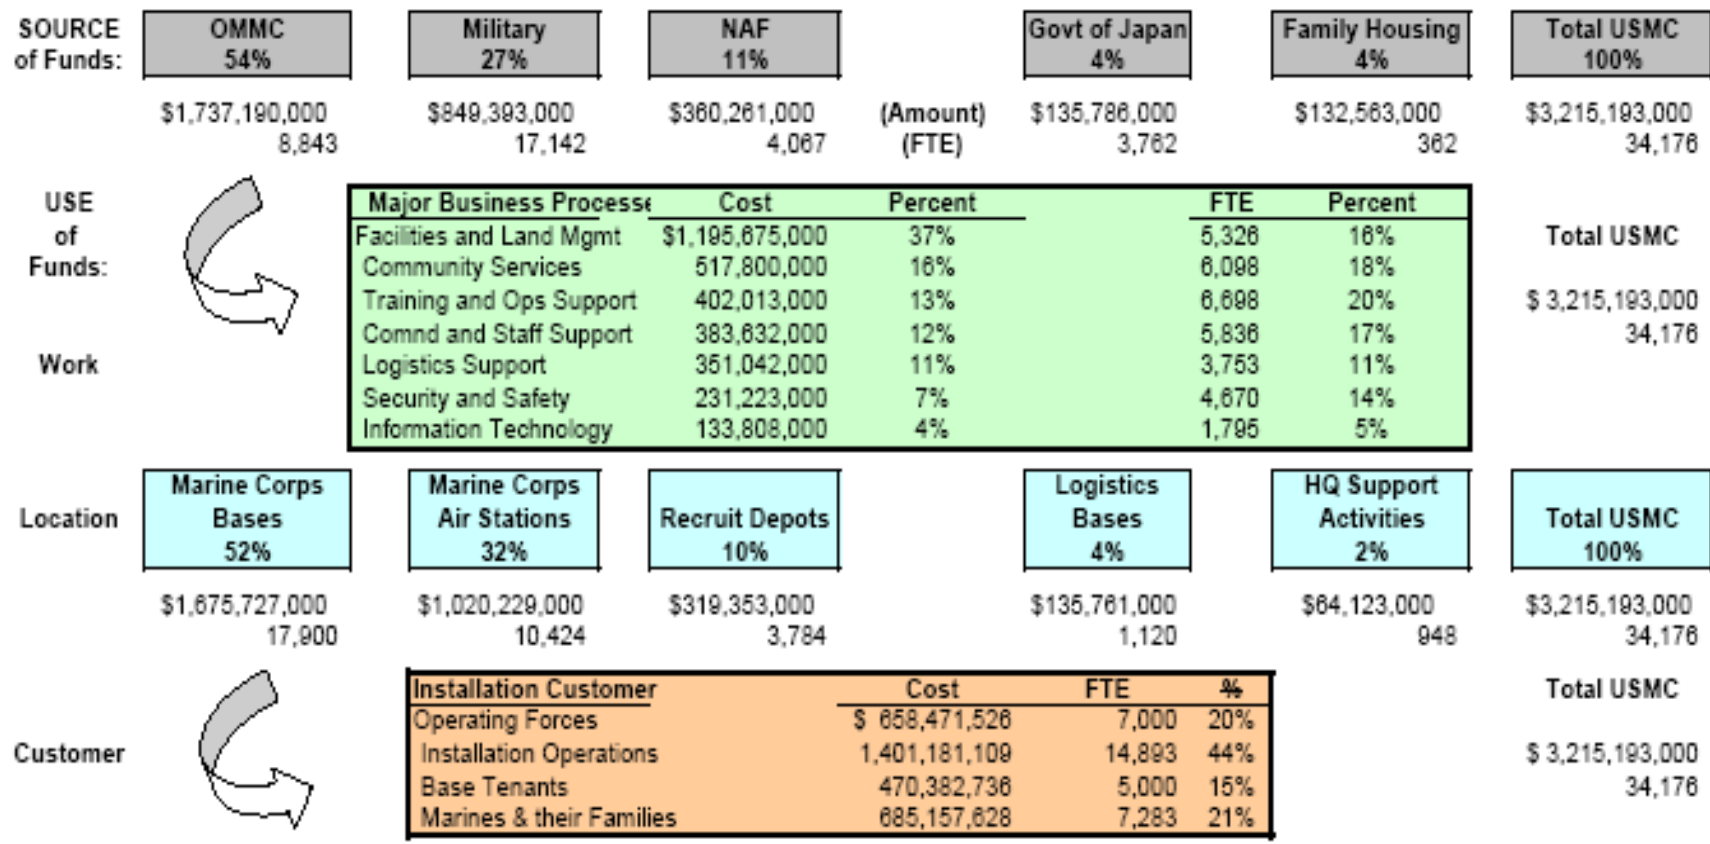 SOURCE OMMC Military NAF Govt of Japan Family Housing Total USMC
of Funds: 54% 27% 11% 4% 4% 100%
$1,737,190,000 $849,393,000 $360,261,000 (Amount) $135,786,000 $132,563,000 $3,215,193,000
8,843 17,142 4,067 (FTE) 3,762 362 34,176
USE Major Business Processe Cost Percent FTE Percent
of Facilities and Land Mgmt $1,195,675,000 37% 5,326 16% Total USMC
Funds: Community Services 517,800,000 16% 6,098 18%
Training and Ops Support 402,013,000 13% 6,698 20% $ 3,215,193,000
Comnd and Staff Support 383,632,000 12% 5,836 17% 34,176
Work Logistics Support 351,042,000 11% 3,753 11%
Security and Safety 231,223,000 7% 4,670 14%
Information Technology 133,808,000 4% 1,795 5%
Marine Corps Marine Corps Logistics HQ Support
Location Bases Air Stations Recruit Depots Bases Activities Total USMC
52% 32% 10% 4% 2% 100%
$1,675,727,000 $1,020,229,000 $319,353,000 $135,761,000 $64,123,000 $3,215,193,000
17,900 10,424 3,784 1,120 948 34,176
Installation Customer Cost FTE % Total USMC
Operating Forces $ 658,471,526 7,000 20%
Customer Installation Operations 1,401,181,109 14,893 44% $ 3,215,193,000
Base Tenants 470,382,736 5,000 15% 34,176
Marines & their Families 685,157,628 7,283 21%